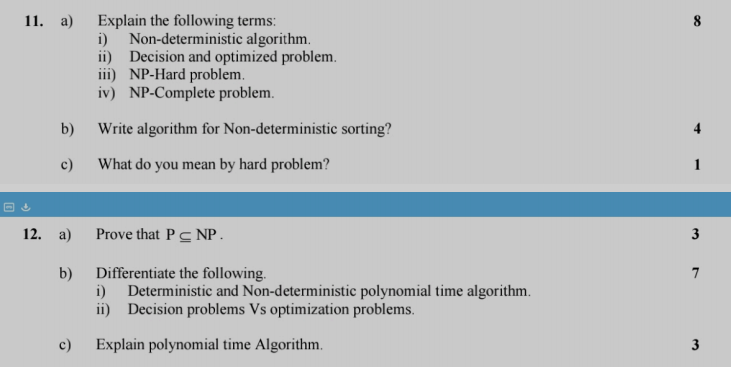 11. a) Explain the following terms: 8
i) Non-deterministic algorithm.
ii) Decision and optimized problem.
iii) NP-Hard problem.
iv) NP-Complete problem.
b) Write algorithm for Non-deterministic sorting? 4
c) What do you mean by hard problem? 1
12. a) Prove that P ⊆ NP. 3
b) Differentiate the following. 7
i) Deterministic and Non-deterministic polynomial time algorithm.
ii) Decision problems Vs optimization problems.
c) Explain polynomial time Algorithm. 3